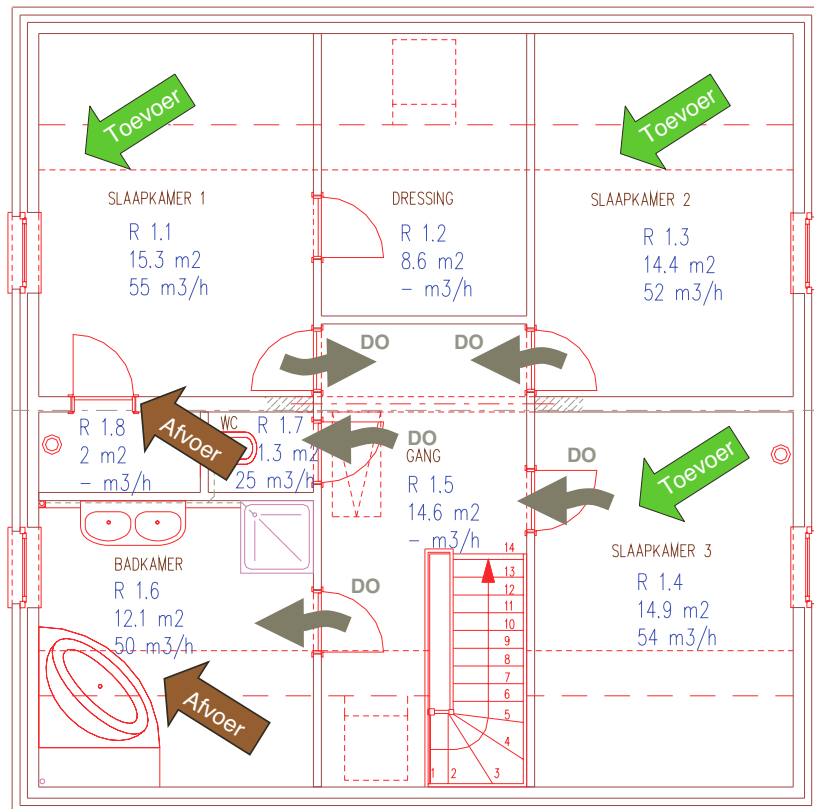 Toevoer
Toevoer
SLAAPKAMER 1
R 1.1
15.3 m2
55 m3/h
DRESSING
R 1.2
8.6 m2
- m3/h
SLAAPKAMER 2
R 1.3
14.4 m2
52 m3/h
DO
DO
Afvoer
R 1.8
2 m2
- m3/h
WC
R 1.7
1.3 m2
25 m3/h
DO
GANG
R 1.5
14.6 m2
- m3/h
DO
Toevoer
SLAAPKAMER 3
R 1.4
14.9 m2
54 m3/h
BADKAMER
R 1.6
12.1 m2
50 m3/h
DO
Afvoer
14
13
12
11
10
9
8
7
6
5
4
1 2 3